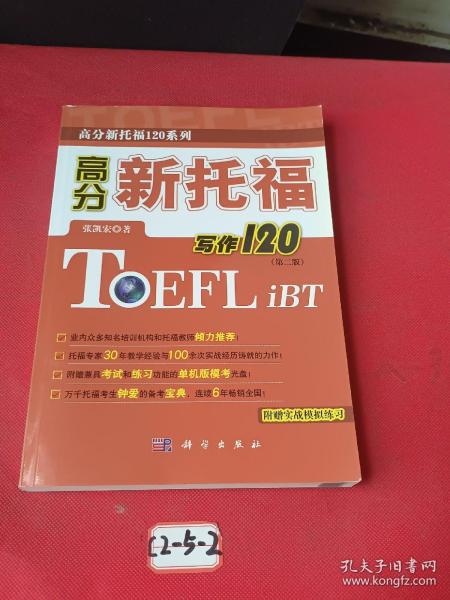 TOEFL
高分新托福120系列
高分
新托福
张凯宏◎著
写作120
(第二版)
TOEFL iBT
业内众多知名培训机构和托福教师倾力推荐!
托福专家30年教学经验与100余次实战经历铸就的力作!
附赠兼具考试和练习功能的单机版模考光盘!
万千托福考生钟爱的备考宝典,连续6年畅销全国!
附赠实战模拟练习
科学出版社
C2-5-2
孔夫子旧书网
www.kongfz.com